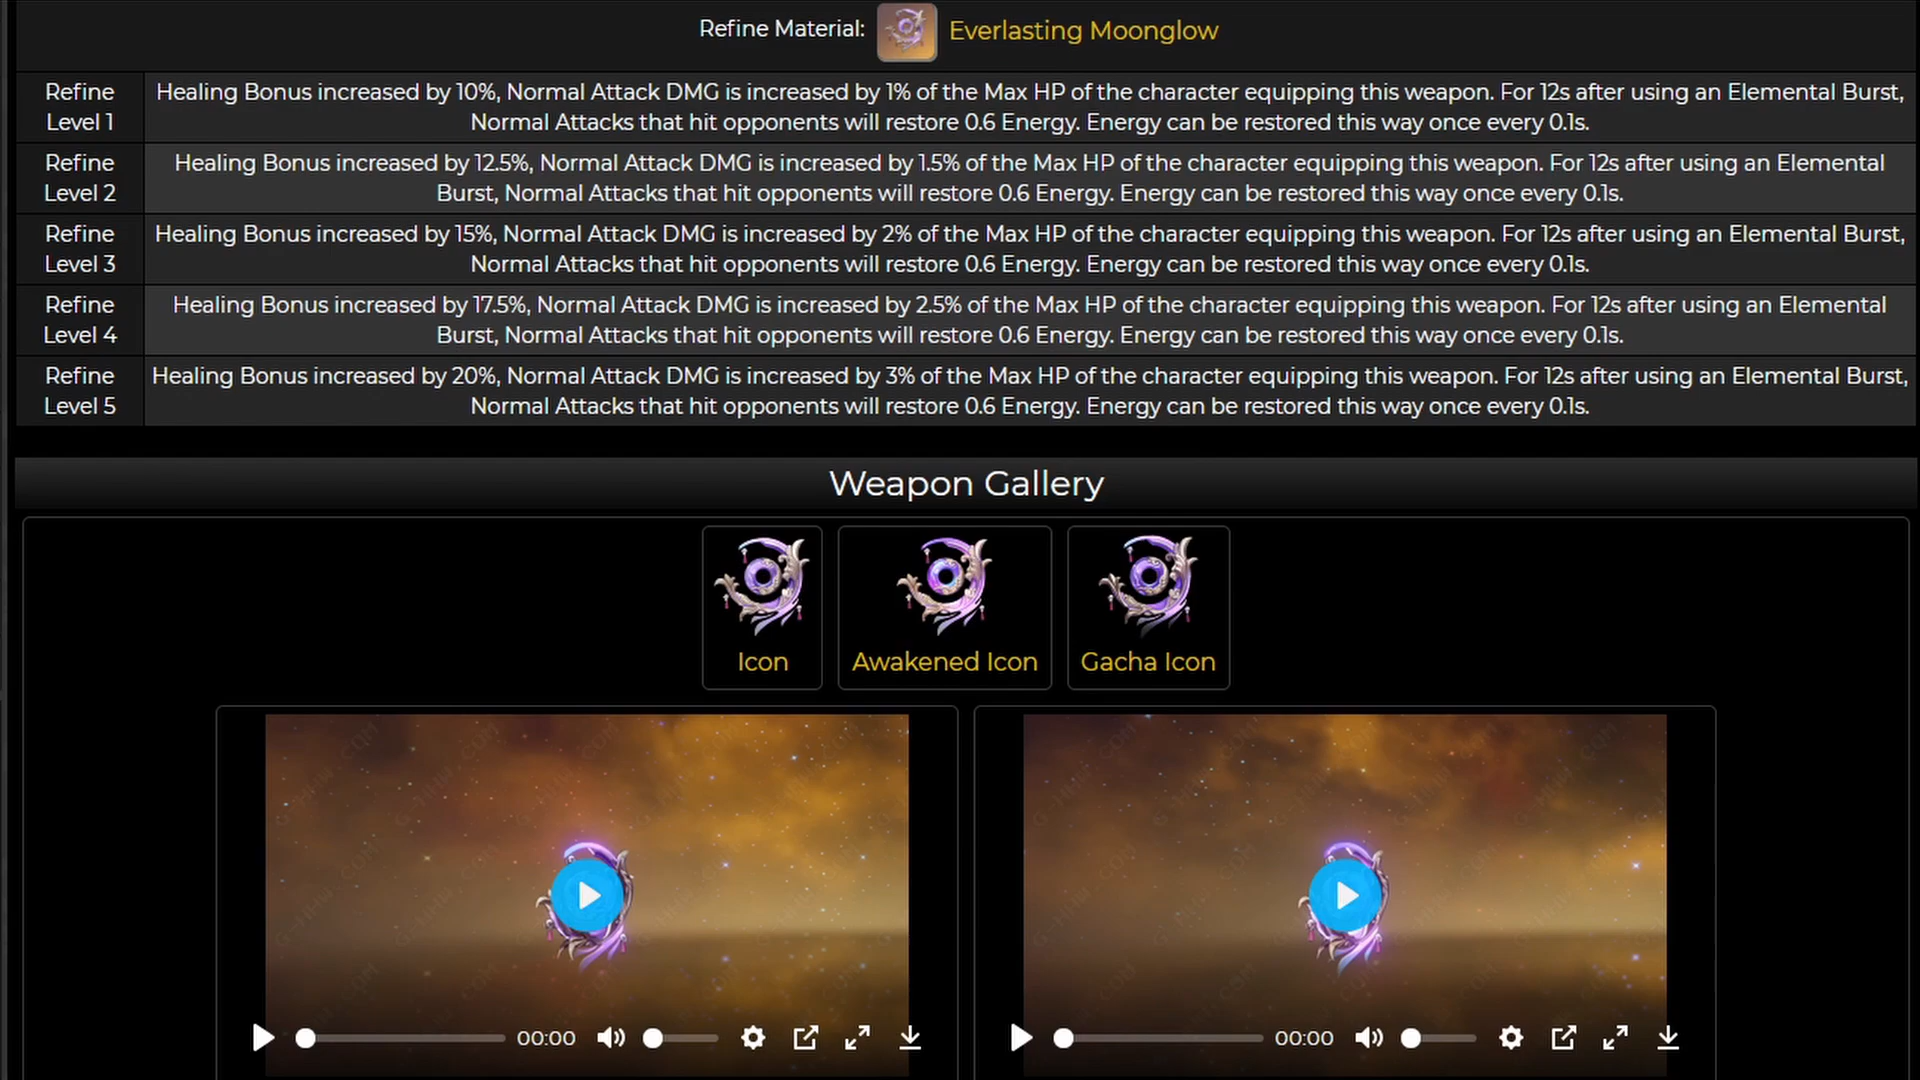 Refine Material: Everlasting Moonglow
Refine
Level 1
Healing Bonus increased by 10%, Normal Attack DMG is increased by 1% of the Max HP of the character equipping this weapon. For 12s after using an Elemental Burst,
Normal Attacks that hit opponents will restore 0.6 Energy. Energy can be restored this way once every 0.1s.
Refine
Level 2
Healing Bonus increased by 12.5%, Normal Attack DMG is increased by 1.5% of the Max HP of the character equipping this weapon. For 12s after using an Elemental
Burst, Normal Attacks that hit opponents will restore 0.6 Energy. Energy can be restored this way once every 0.1s.
Refine
Level 3
Healing Bonus increased by 15%, Normal Attack DMG is increased by 2% of the Max HP of the character equipping this weapon. For 12s after using an Elemental Burst,
Normal Attacks that hit opponents will restore 0.6 Energy. Energy can be restored this way once every 0.1s.
Refine
Level 4
Healing Bonus increased by 17.5%, Normal Attack DMG is increased by 2.5% of the Max HP of the character equipping this weapon. For 12s after using an Elemental
Burst, Normal Attacks that hit opponents will restore 0.6 Energy. Energy can be restored this way once every 0.1s.
Refine
Level 5
Healing Bonus increased by 20%, Normal Attack DMG is increased by 3% of the Max HP of the character equipping this weapon. For 12s after using an Elemental Burst,
Normal Attacks that hit opponents will restore 0.6 Energy. Energy can be restored this way once every 0.1s.
Weapon Gallery
Icon
Awakened Icon
Gacha Icon
00:00
00:00